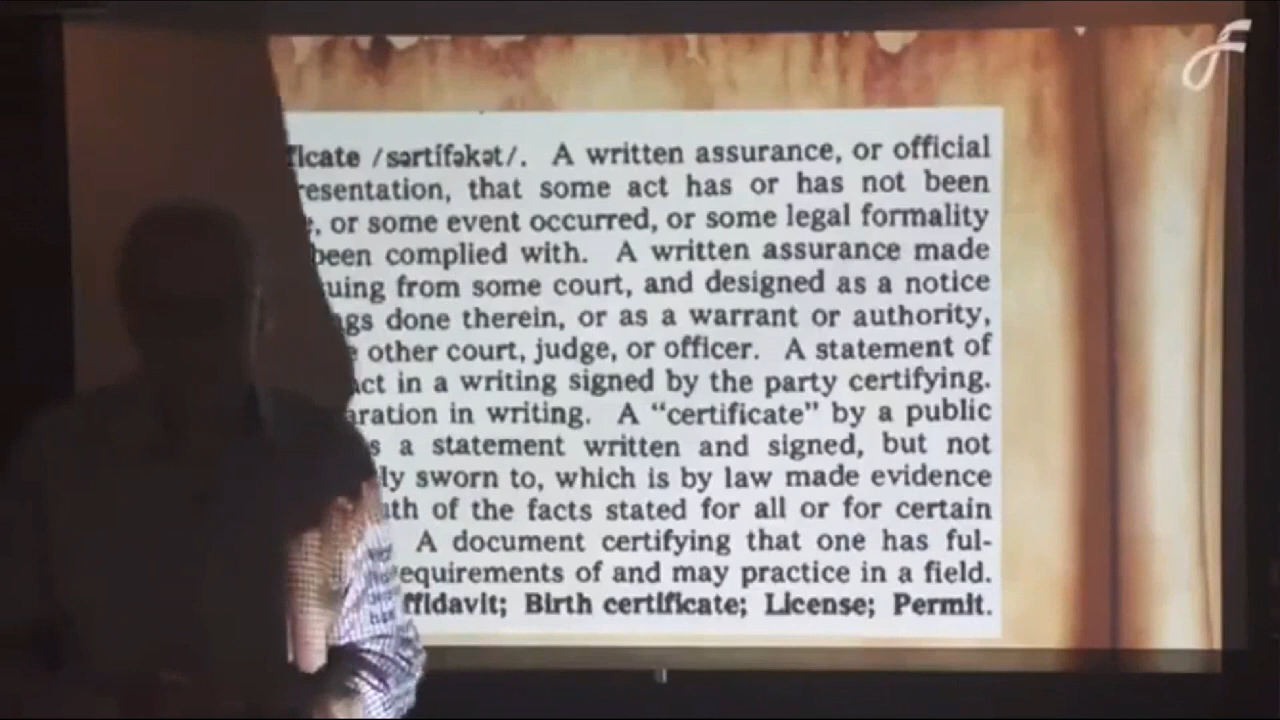 ficate /sərtífəkət/. A written assurance, or official
resentation, that some act has or has not been
, or some event occurred, or some legal formality
been complied with. A written assurance made
uing from some court, and designed as a notice
ngs done therein, or as a warrant or authority,
other court, judge, or officer. A statement of
act in a writing signed by the party certifying.
aration in writing. A “certificate” by a public
s a statement written and signed, but not
ly sworn to, which is by law made evidence
uth of the facts stated for all or for certain
A document certifying that one has ful-
equirements of and may practice in a field.
ffidavit; Birth certificate; License; Permit.